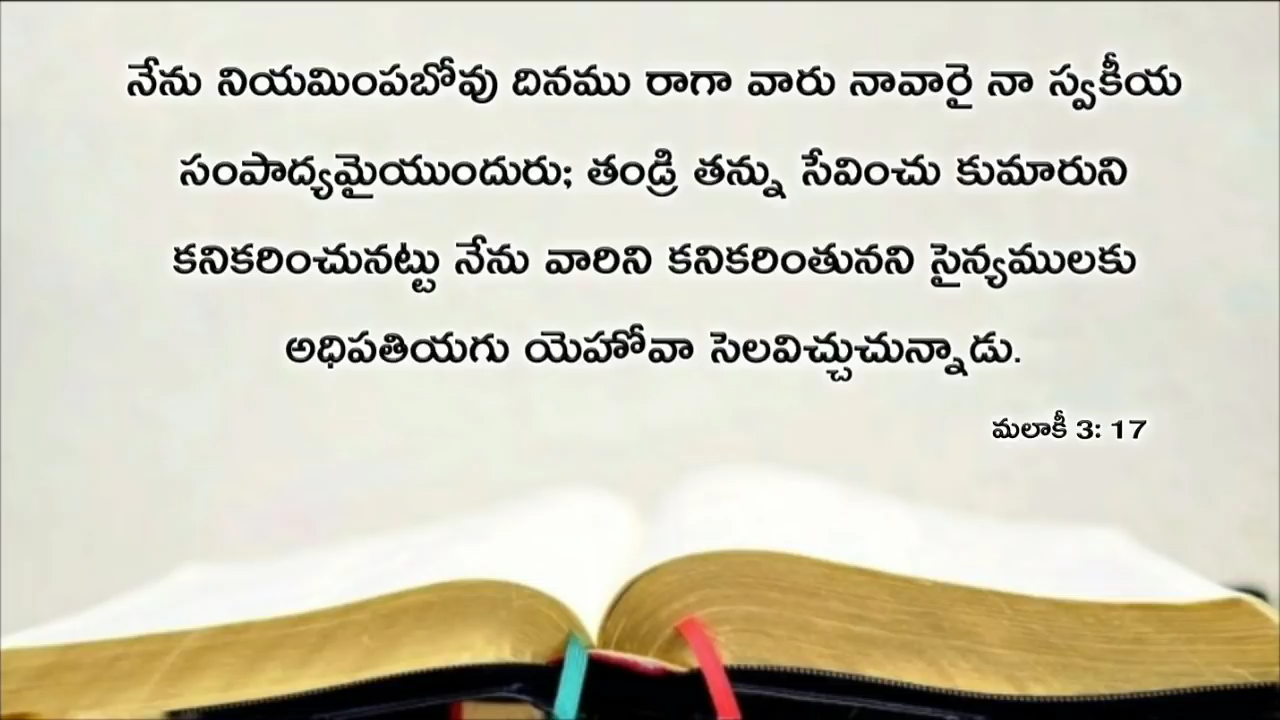 నేను నియమింపబోవు దినము రాగా వారు నావారై నా స్వకీయ
సంపాద్యమైయుందురు; తండ్రి తన్ను సేవించు కుమారుని
కనికరించునట్టు నేను వారిని కనికరింతునని సైన్యములకు
అధిపతియగు యెహోవా సెలవిచ్చుచున్నాడు.
మలాకీ 3: 17